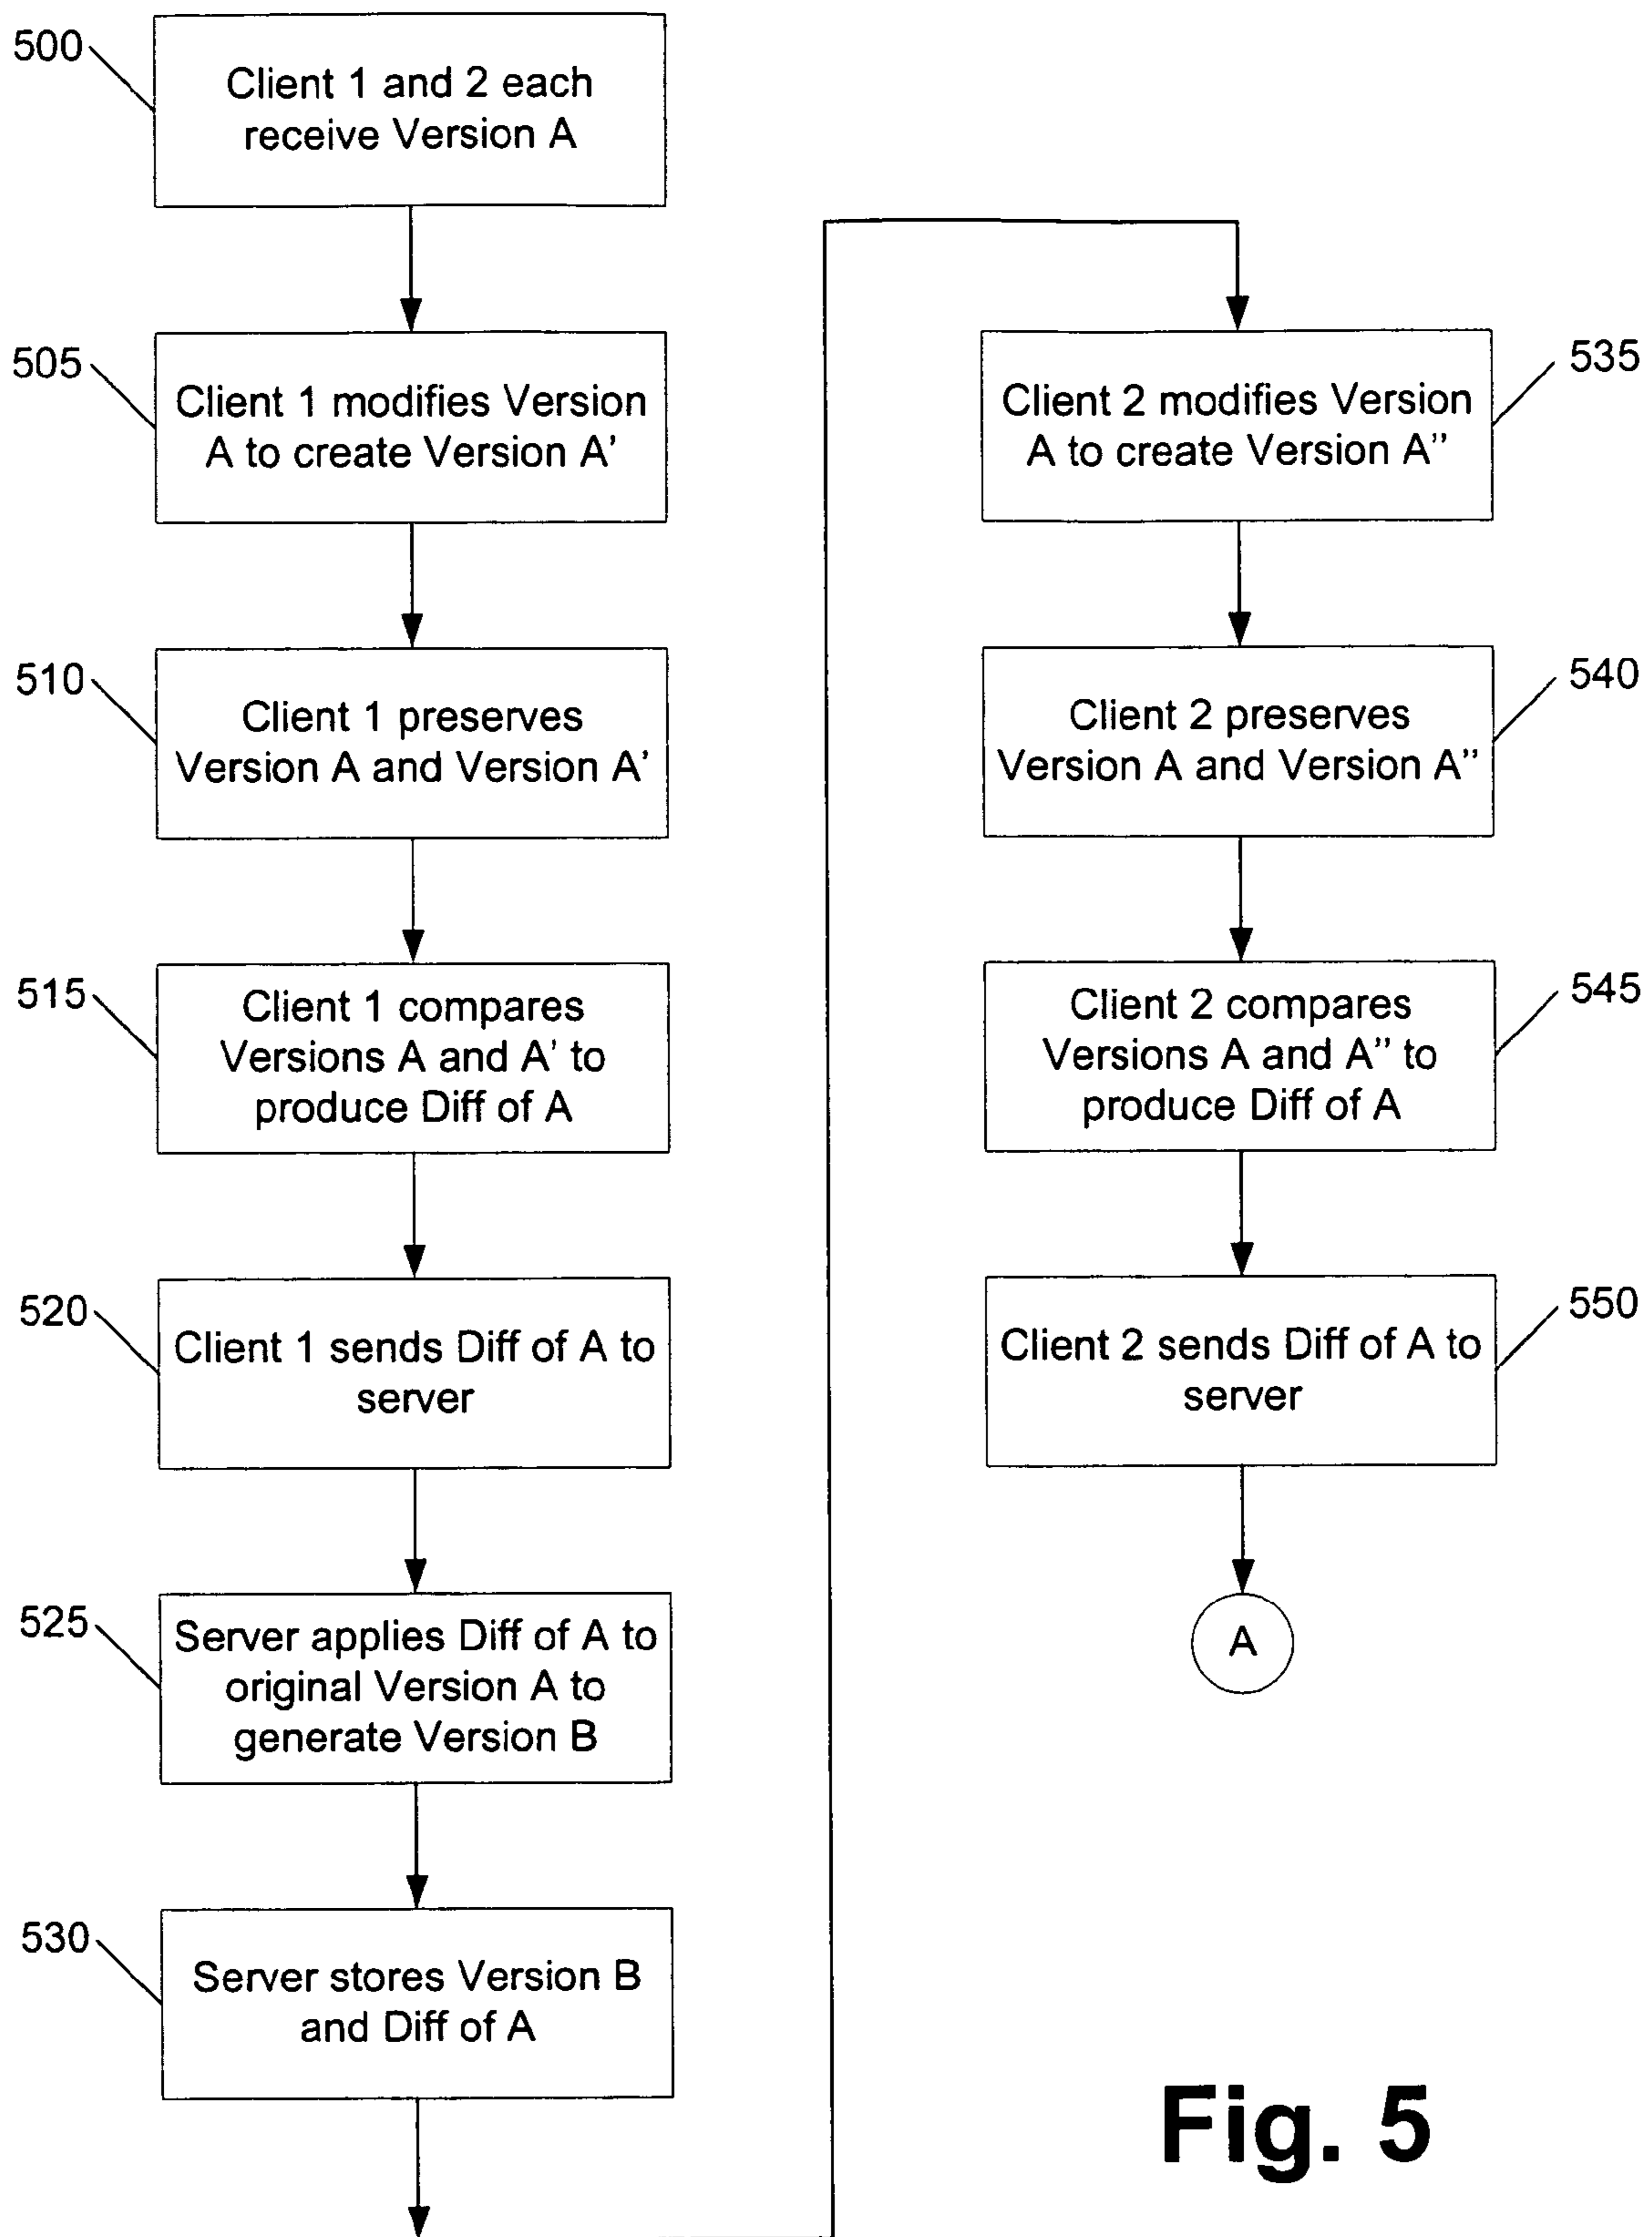 500
Client 1 and 2 each
receive Version A
505
Client 1 modifies Version
A to create Version A'
510
Client 1 preserves
Version A and Version A'
515
Client 1 compares
Versions A and A' to
produce Diff of A
520
Client 1 sends Diff of A to
server
525
Server applies Diff of A to
original Version A to
generate Version B
530
Server stores Version B
and Diff of A
535
Client 2 modifies Version
A to create Version A''
540
Client 2 preserves
Version A and Version A''
545
Client 2 compares
Versions A and A'' to
produce Diff of A
550
Client 2 sends Diff of A to
server
A
Fig. 5